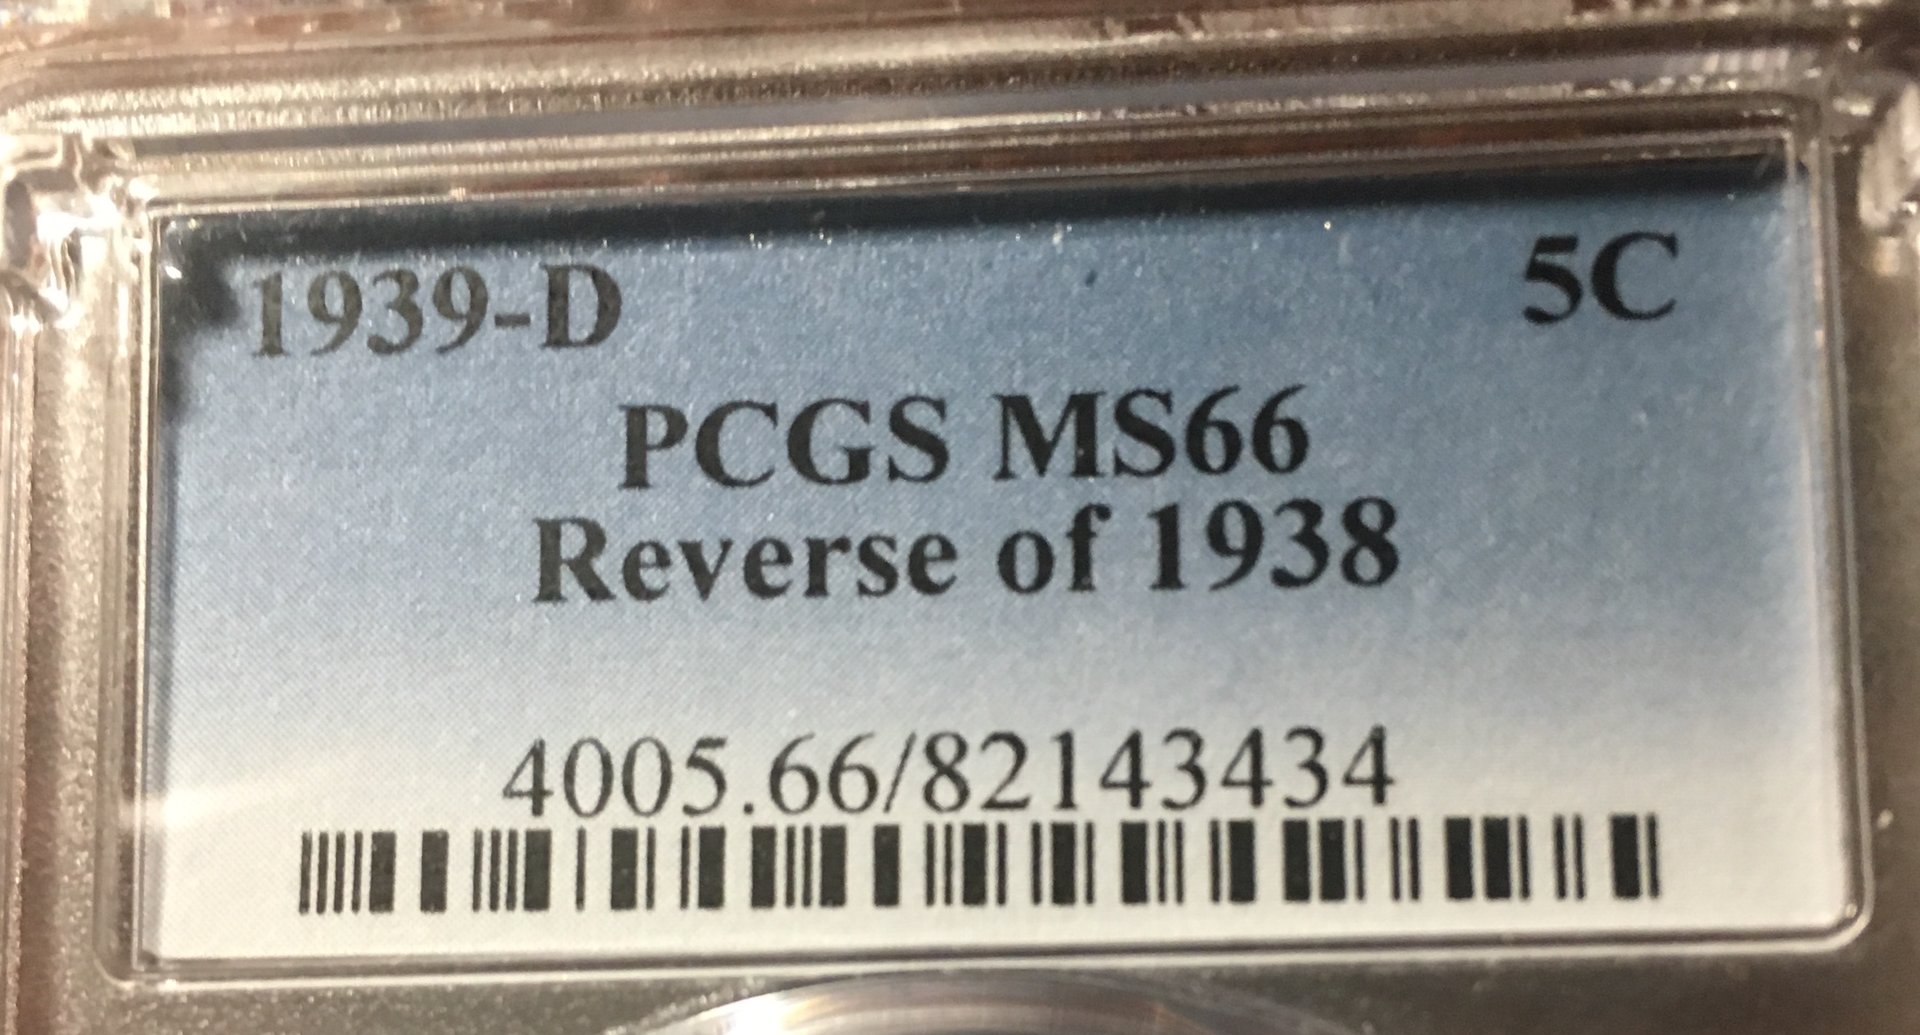 1939-D 5C
PCGS MS66
Reverse of 1938
4005.66/82143434